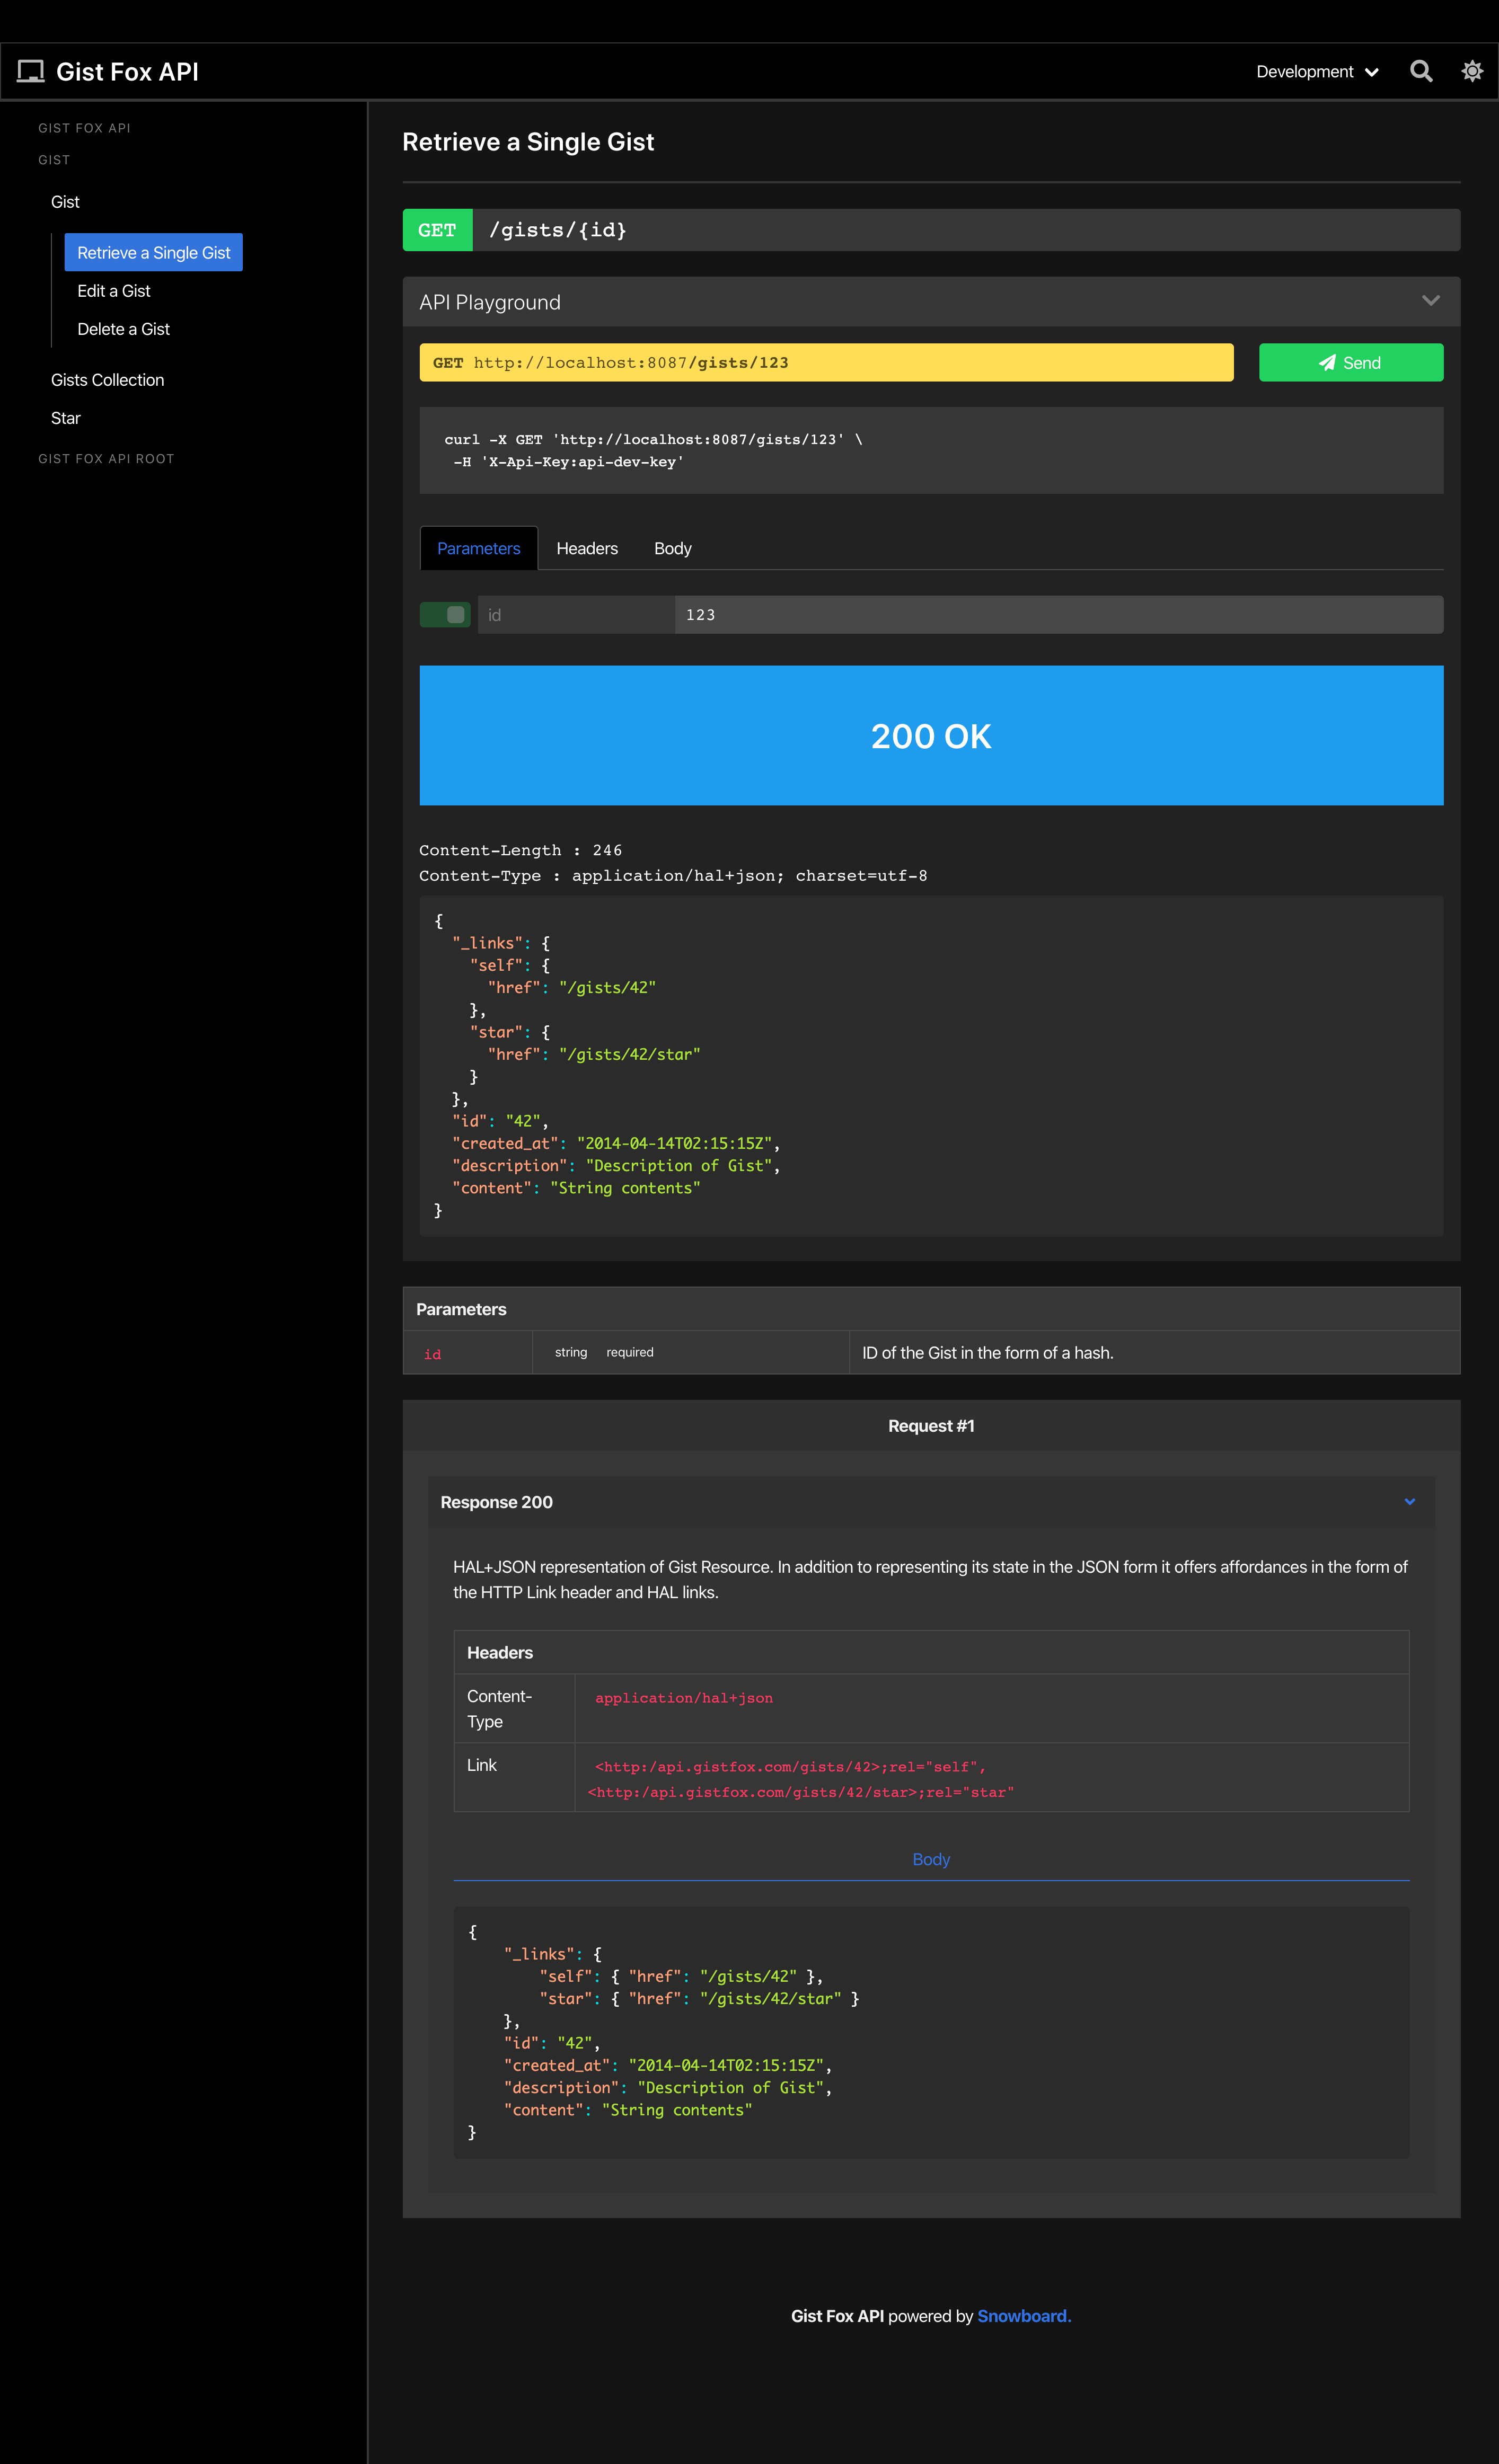 Gist Fox API
Development
GIST FOX API
GIST
Gist
Retrieve a Single Gist
Edit a Gist
Delete a Gist
Gists Collection
Star
GIST FOX API ROOT
Retrieve a Single Gist
GET /gists/{id}
API Playground
GET http://localhost:8087/gists/123
Send
curl -X GET 'http://localhost:8087/gists/123' \
-H 'X-Api-Key:api-dev-key'
Parameters Headers Body
id 123
200 OK
Content-Length : 246
Content-Type : application/hal+json; charset=utf-8
{
  "_links": {
    "self": {
      "href": "/gists/42"
    },
    "star": {
      "href": "/gists/42/star"
    }
  },
  "id": "42",
  "created_at": "2014-04-14T02:15:15Z",
  "description": "Description of Gist",
  "content": "String contents"
}
Parameters
id string required ID of the Gist in the form of a hash.
Request #1
Response 200
HAL+JSON representation of Gist Resource. In addition to representing its state in the JSON form it offers affordances in the form of
the HTTP Link header and HAL links.
Headers
Content-
Type
application/hal+json
Link
<http:/api.gistfox.com/gists/42>;rel="self",
<http:/api.gistfox.com/gists/42/star>;rel="star"
Body
{
    "_links": {
        "self": { "href": "/gists/42" },
        "star": { "href": "/gists/42/star" }
    },
    "id": "42",
    "created_at": "2014-04-14T02:15:15Z",
    "description": "Description of Gist",
    "content": "String contents"
}
Gist Fox API powered by Snowboard.